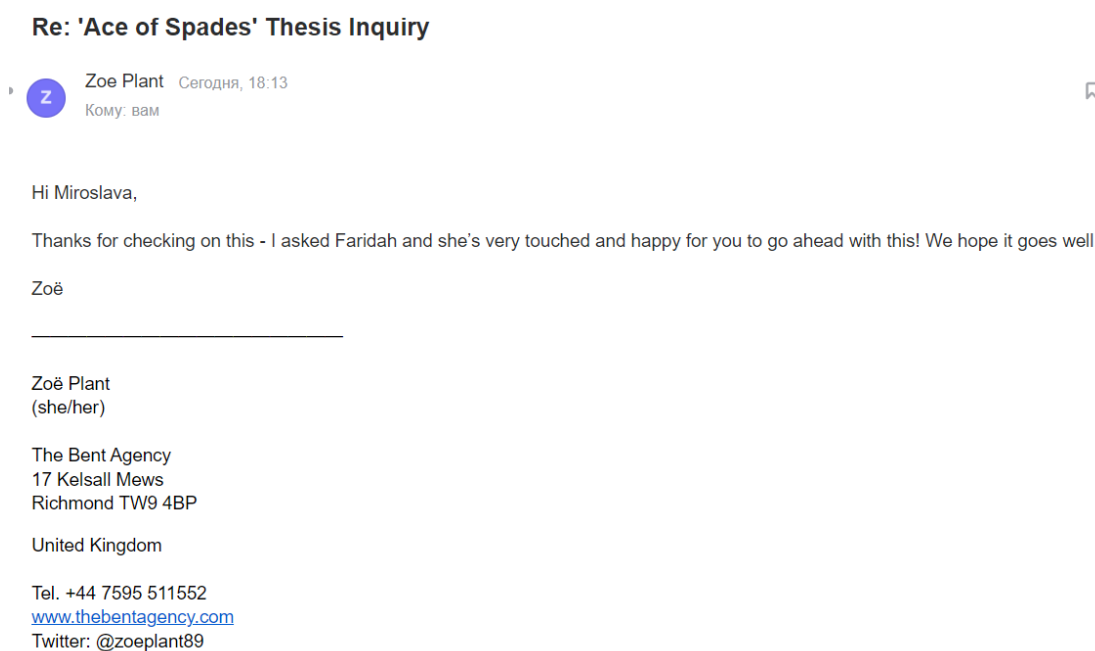 Re: 'Ace of Spades' Thesis Inquiry
Z
Zoe Plant Сегодня, 18:13
Кому: вам
Hi Miroslava,
Thanks for checking on this - I asked Faridah and she’s very touched and happy for you to go ahead with this! We hope it goes well
Zoë
Zoë Plant
(she/her)
The Bent Agency
17 Kelsall Mews
Richmond TW9 4BP
United Kingdom
Tel. +44 7595 511552
www.thebentagency.com
Twitter: @zoeplant89